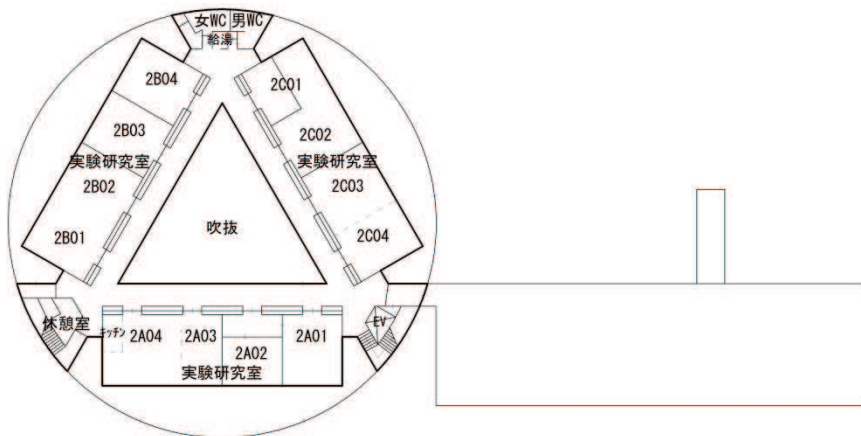 女WC 男WC
給湯
2B04
2B03
実験研究室
2B02
2B01
2C01
2C02
実験研究室
2C03
2C04
吹抜
休憩室
キッチン
2A04
2A03
2A02
2A01
実験研究室
EV